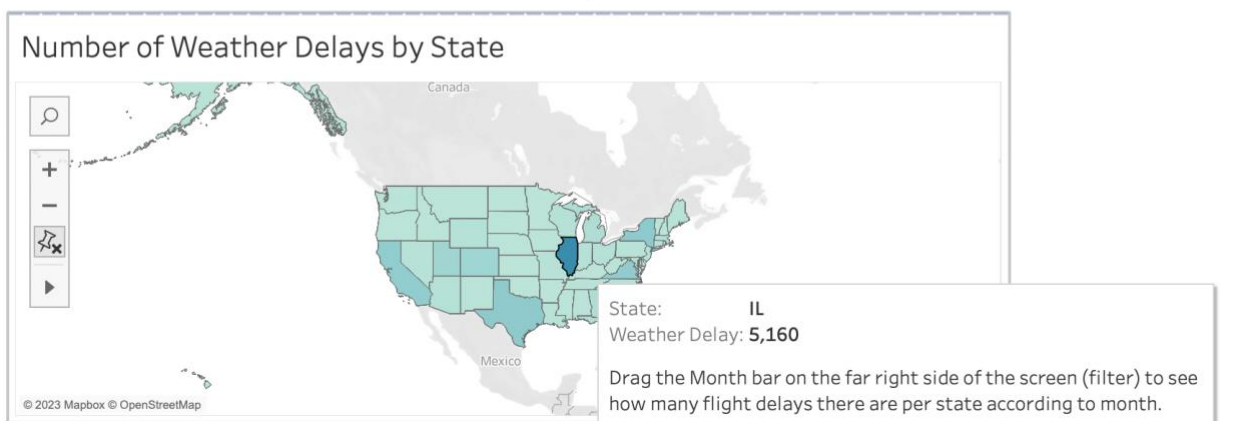 Number of Weather Delays by State
Canada
Mexico
State: IL
Weather Delay: 5,160
Drag the Month bar on the far right side of the screen (filter) to see
how many flight delays there are per state according to month.
© 2023 Mapbox © OpenStreetMap